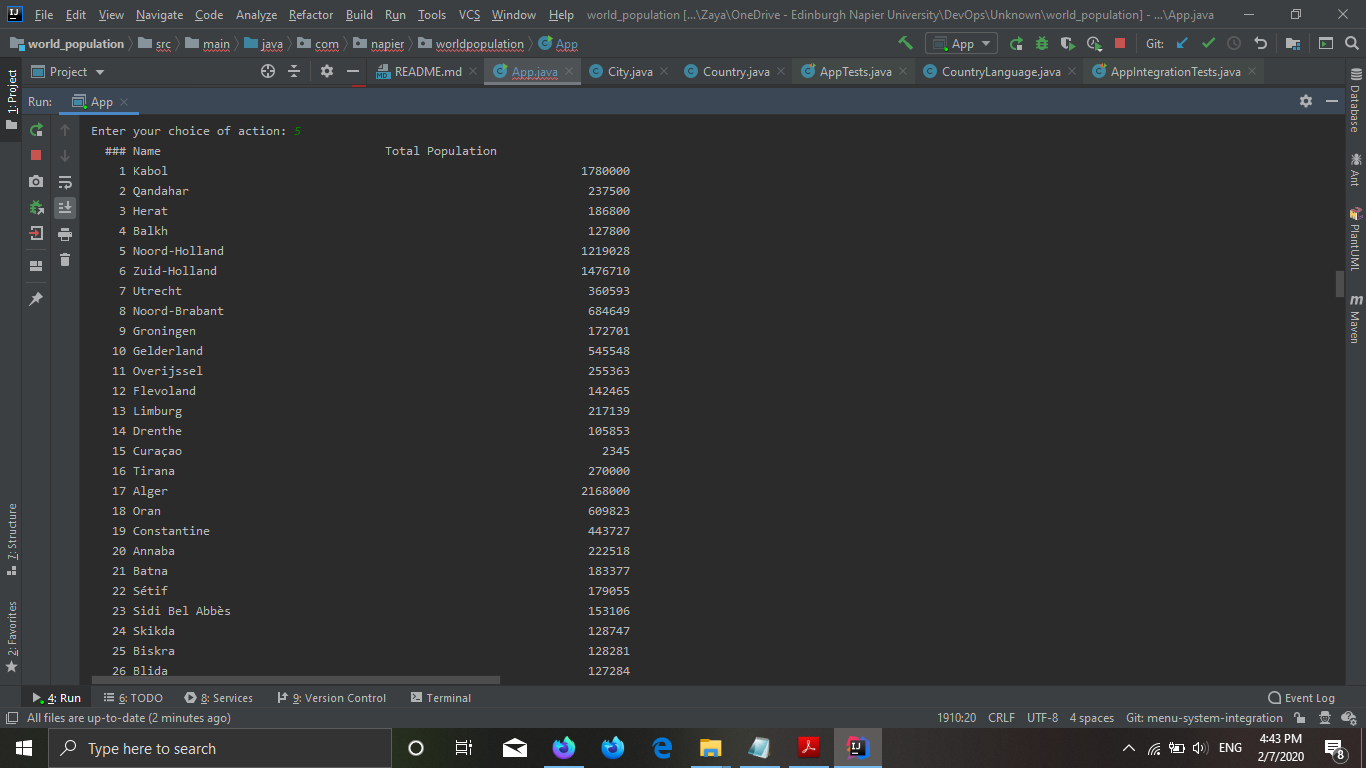 File Edit View Navigate Code Analyze Refactor Build Run Tools VCS Window Help world_population [...\Zaya\OneDrive - Edinburgh Napier University\DevOps\Unknown\world_population] - ...\App.java
world_population src main java com napier worldpopulation App App Git:
1: Project Project README.md App.java City.java Country.java AppTests.java CountryLanguage.java AppIntegrationTests.java Database
Run: App
Enter your choice of action: 5
### Name Total Population
1 Kabol 1780000
2 Qandahar 237500
3 Herat 186800
4 Balkh 127800
5 Noord-Holland 1219028
6 Zuid-Holland 1476710
7 Utrecht 360593
8 Noord-Brabant 684649
9 Groningen 172701
10 Gelderland 545548
11 Overijssel 255363
12 Flevoland 142465
13 Limburg 217139
14 Drenthe 105853
15 Curaçao 2345
16 Tirana 270000
17 Alger 2168000
18 Oran 609823
19 Constantine 443727
20 Annaba 222518
21 Batna 183377
22 Sétif 179055
23 Sidi Bel Abbès 153106
24 Skikda 128747
25 Biskra 128281
26 Blida 127284
Ant
PlantUML
m Maven
7: Structure
2: Favorites
4: Run 6: TODO 8: Services 9: Version Control Terminal Event Log
All files are up-to-date (2 minutes ago) 1910:20 CRLF UTF-8 4 spaces Git: menu-system-integration
Type here to search ENG 4:43 PM
2/7/2020 8